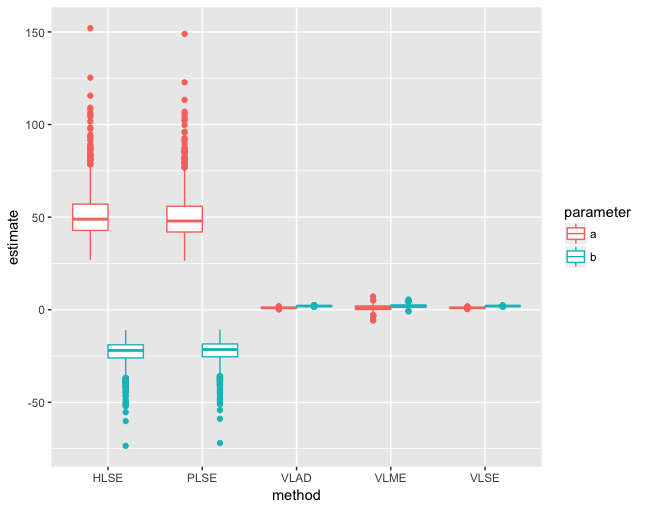 150
100
50
0
-50
estimate
HLSE PLSE VLAD VLME VLSE
method
parameter
a
b